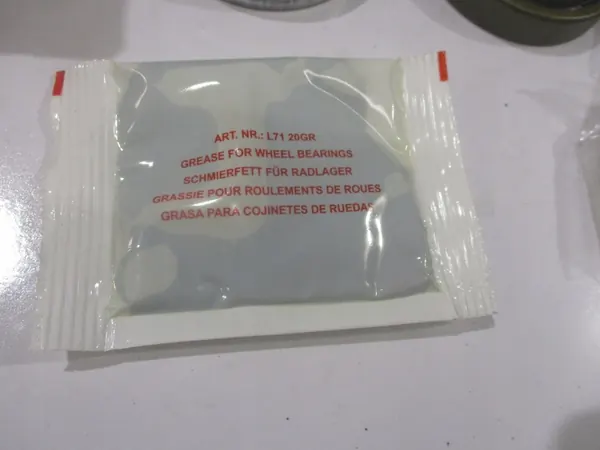 ART. NR.: L71 20GR
GREASE FOR WHEEL BEARINGS
SCHMIERFETT FÜR RADLAGER
GRASSIE POUR ROULEMENTS DE ROUES
GRASA PARA COJINETES DE RUEDAS